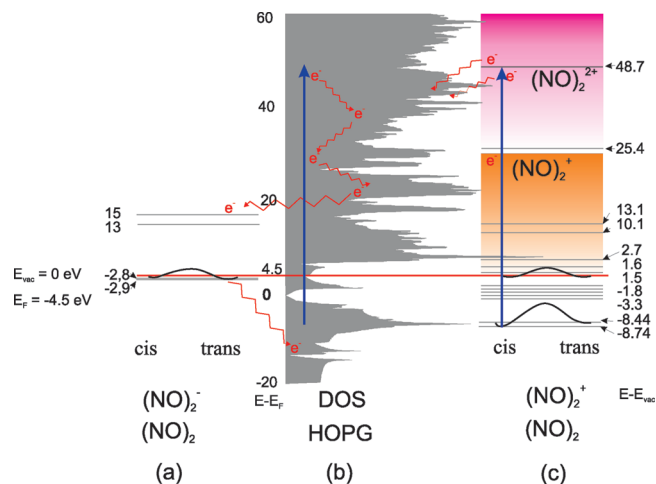 60
40
20
4.5
0
-20
E-E_F
e⁻
e⁻
e⁻
e⁻
e⁻
e⁻
15
13
-2,8
-2,9
E_vac = 0 eV
E_F = -4.5 eV
cis trans
(NO)₂⁻
(NO)₂
(a)
DOS
HOPG
(b)
e⁻
e⁻
(NO)₂²⁺
e⁻
(NO)₂⁺
48.7
25.4
13.1
10.1
2.7
1.6
1.5
-1.8
-3.3
-8.44
-8.74
cis trans
(NO)₂⁺
(NO)₂
E-E_vac
(c)